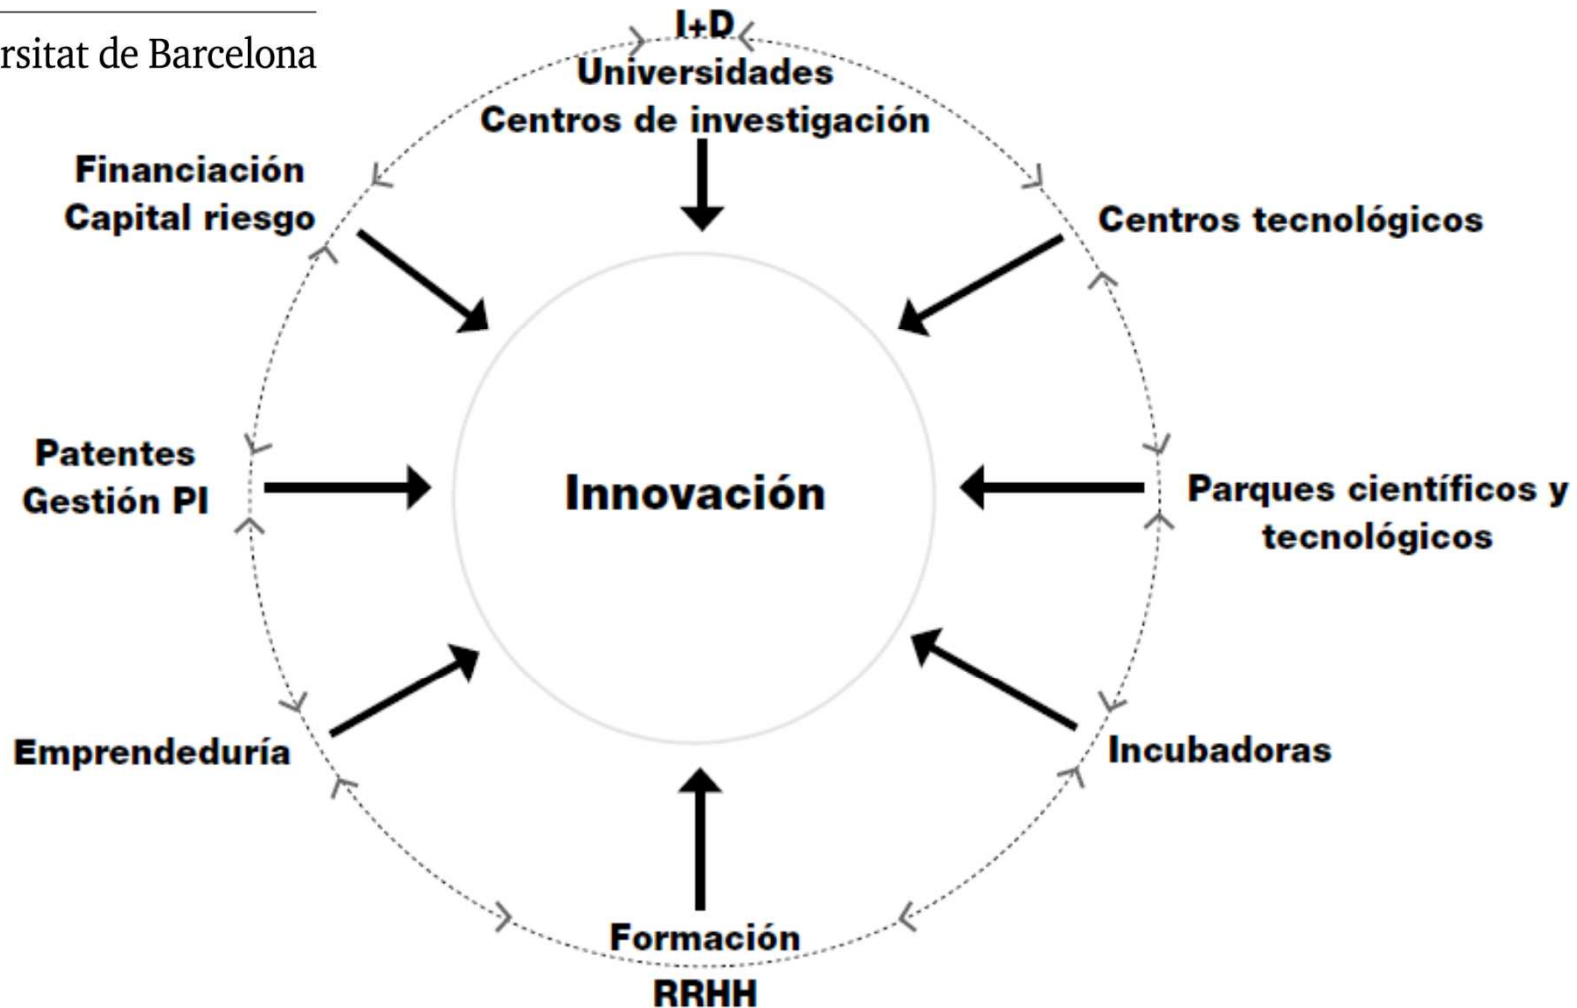 rsitat de Barcelona
I+D
Universidades
Centros de investigación
Financiación
Capital riesgo
Centros tecnológicos
Patentes
Gestión PI
Innovación
Parques científicos y
tecnológicos
Emprendeduría
Incubadoras
Formación
RRHH